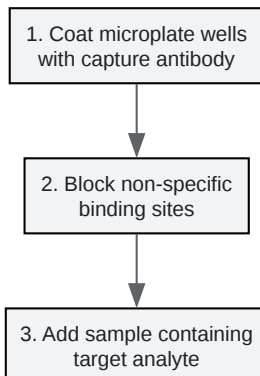 1. Coat microplate wells
with capture antibody
2. Block non-specific
binding sites
3. Add sample containing
target analyte